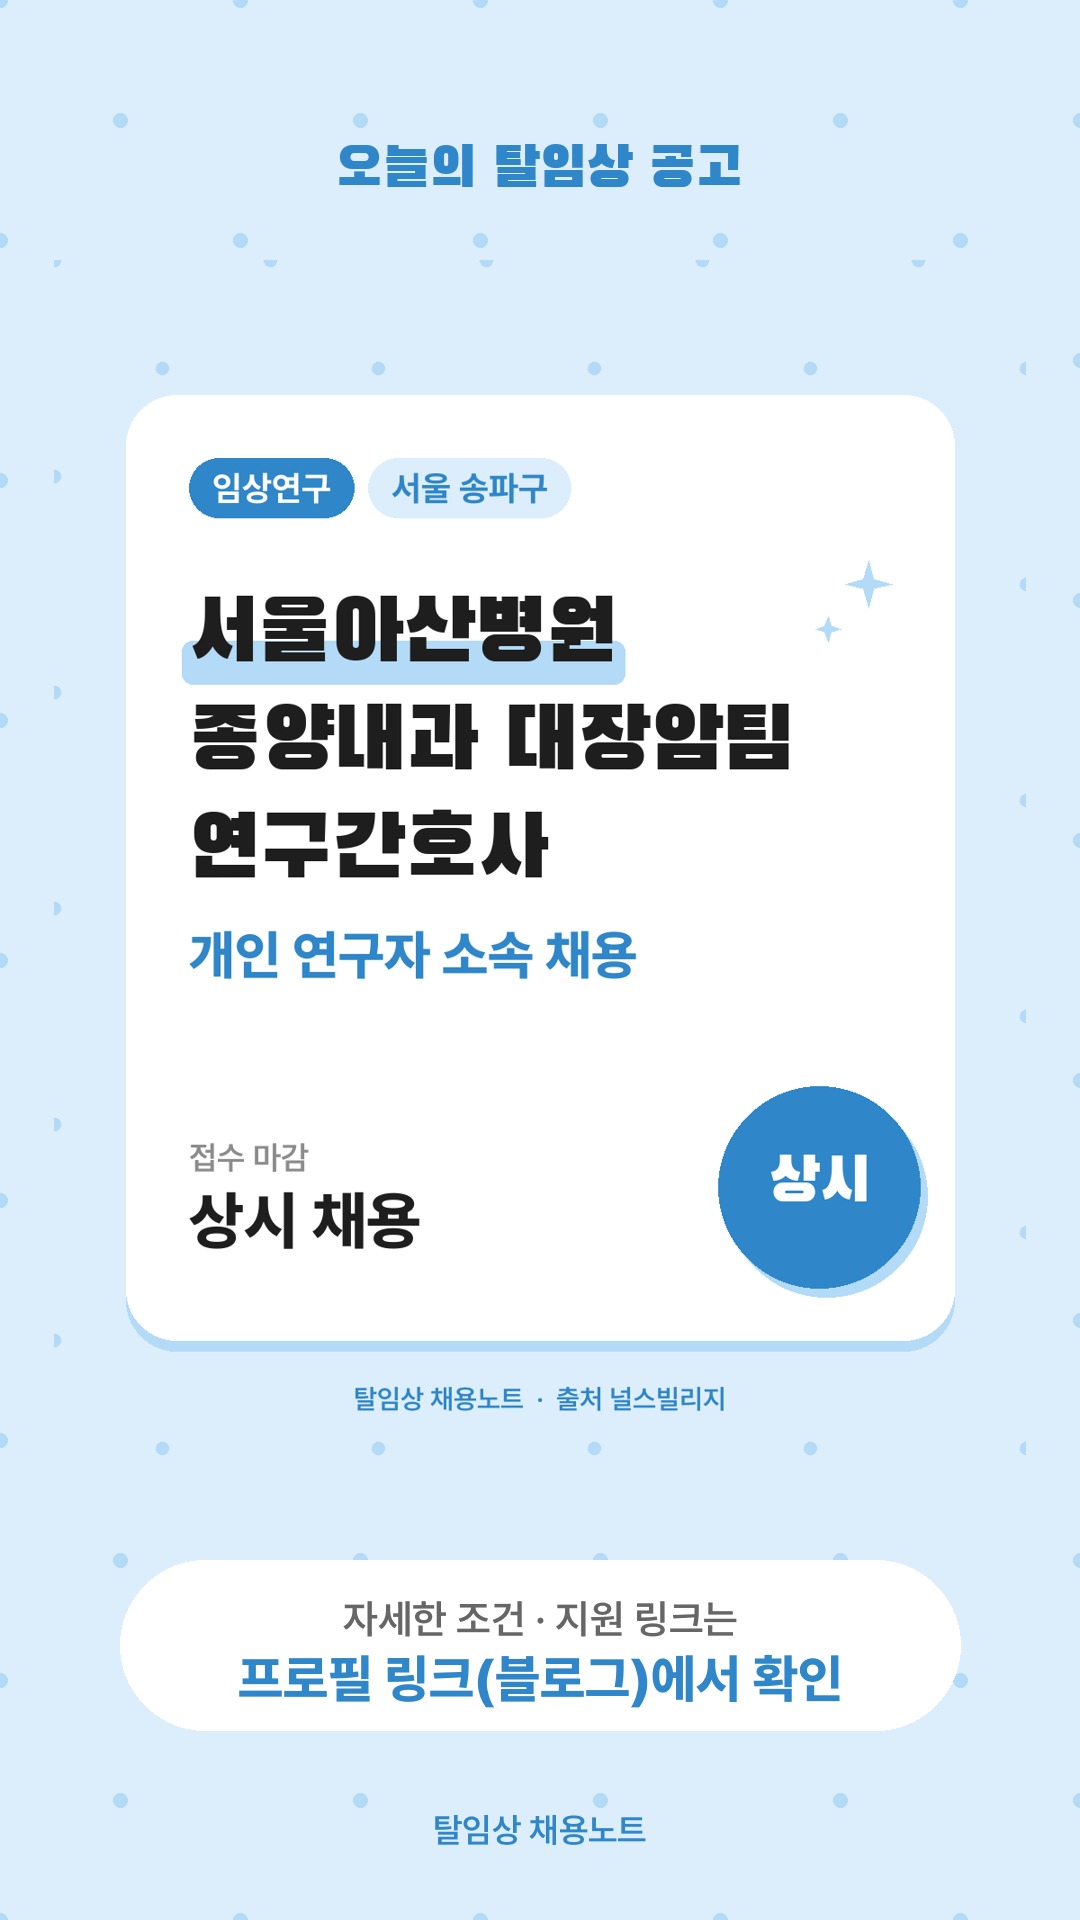 오늘의 탈임상 공고
임상연구
서울 송파구
서울아산병원
종양내과 대장암팀
연구간호사
개인 연구자 소속 채용
접수 마감
상시 채용
상시
탈임상 채용노트 · 출처 널스빌리지
자세한 조건 · 지원 링크는
프로필 링크(블로그)에서 확인
탈임상 채용노트